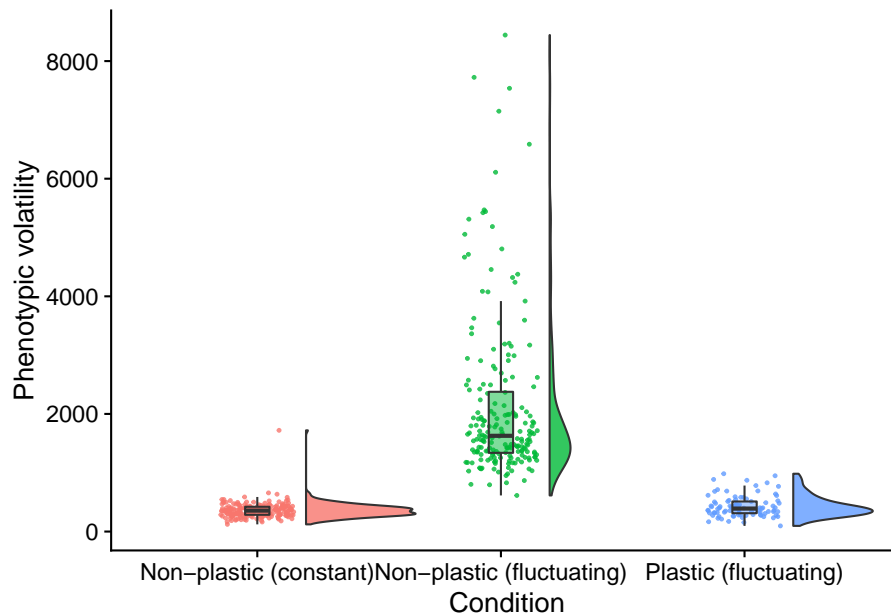 Phenotypic volatility
8000
6000
4000
2000
0
Non−plastic (constant)
Non−plastic (fluctuating)
Plastic (fluctuating)
Condition